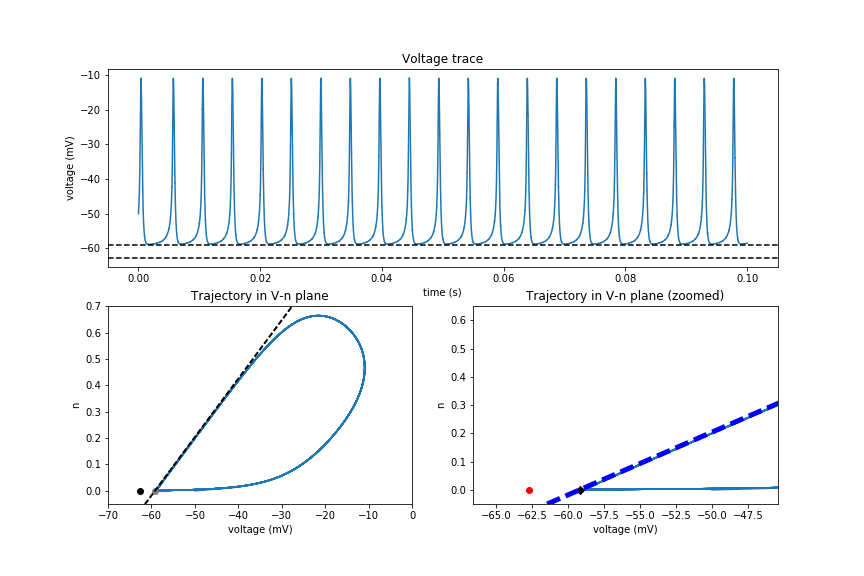 Voltage trace
voltage (mV)
−10
−20
−30
−40
−50
−60
0.00 0.02 0.04 0.06 0.08 0.10
time (s)
Trajectory in V-n plane
n
0.7
0.6
0.5
0.4
0.3
0.2
0.1
0.0
−70 −60 −50 −40 −30 −20 −10 0
voltage (mV)
Trajectory in V-n plane (zoomed)
n
0.6
0.5
0.4
0.3
0.2
0.1
0.0
−65.0 −62.5 −60.0 −57.5 −55.0 −52.5 −50.0 −47.5
voltage (mV)